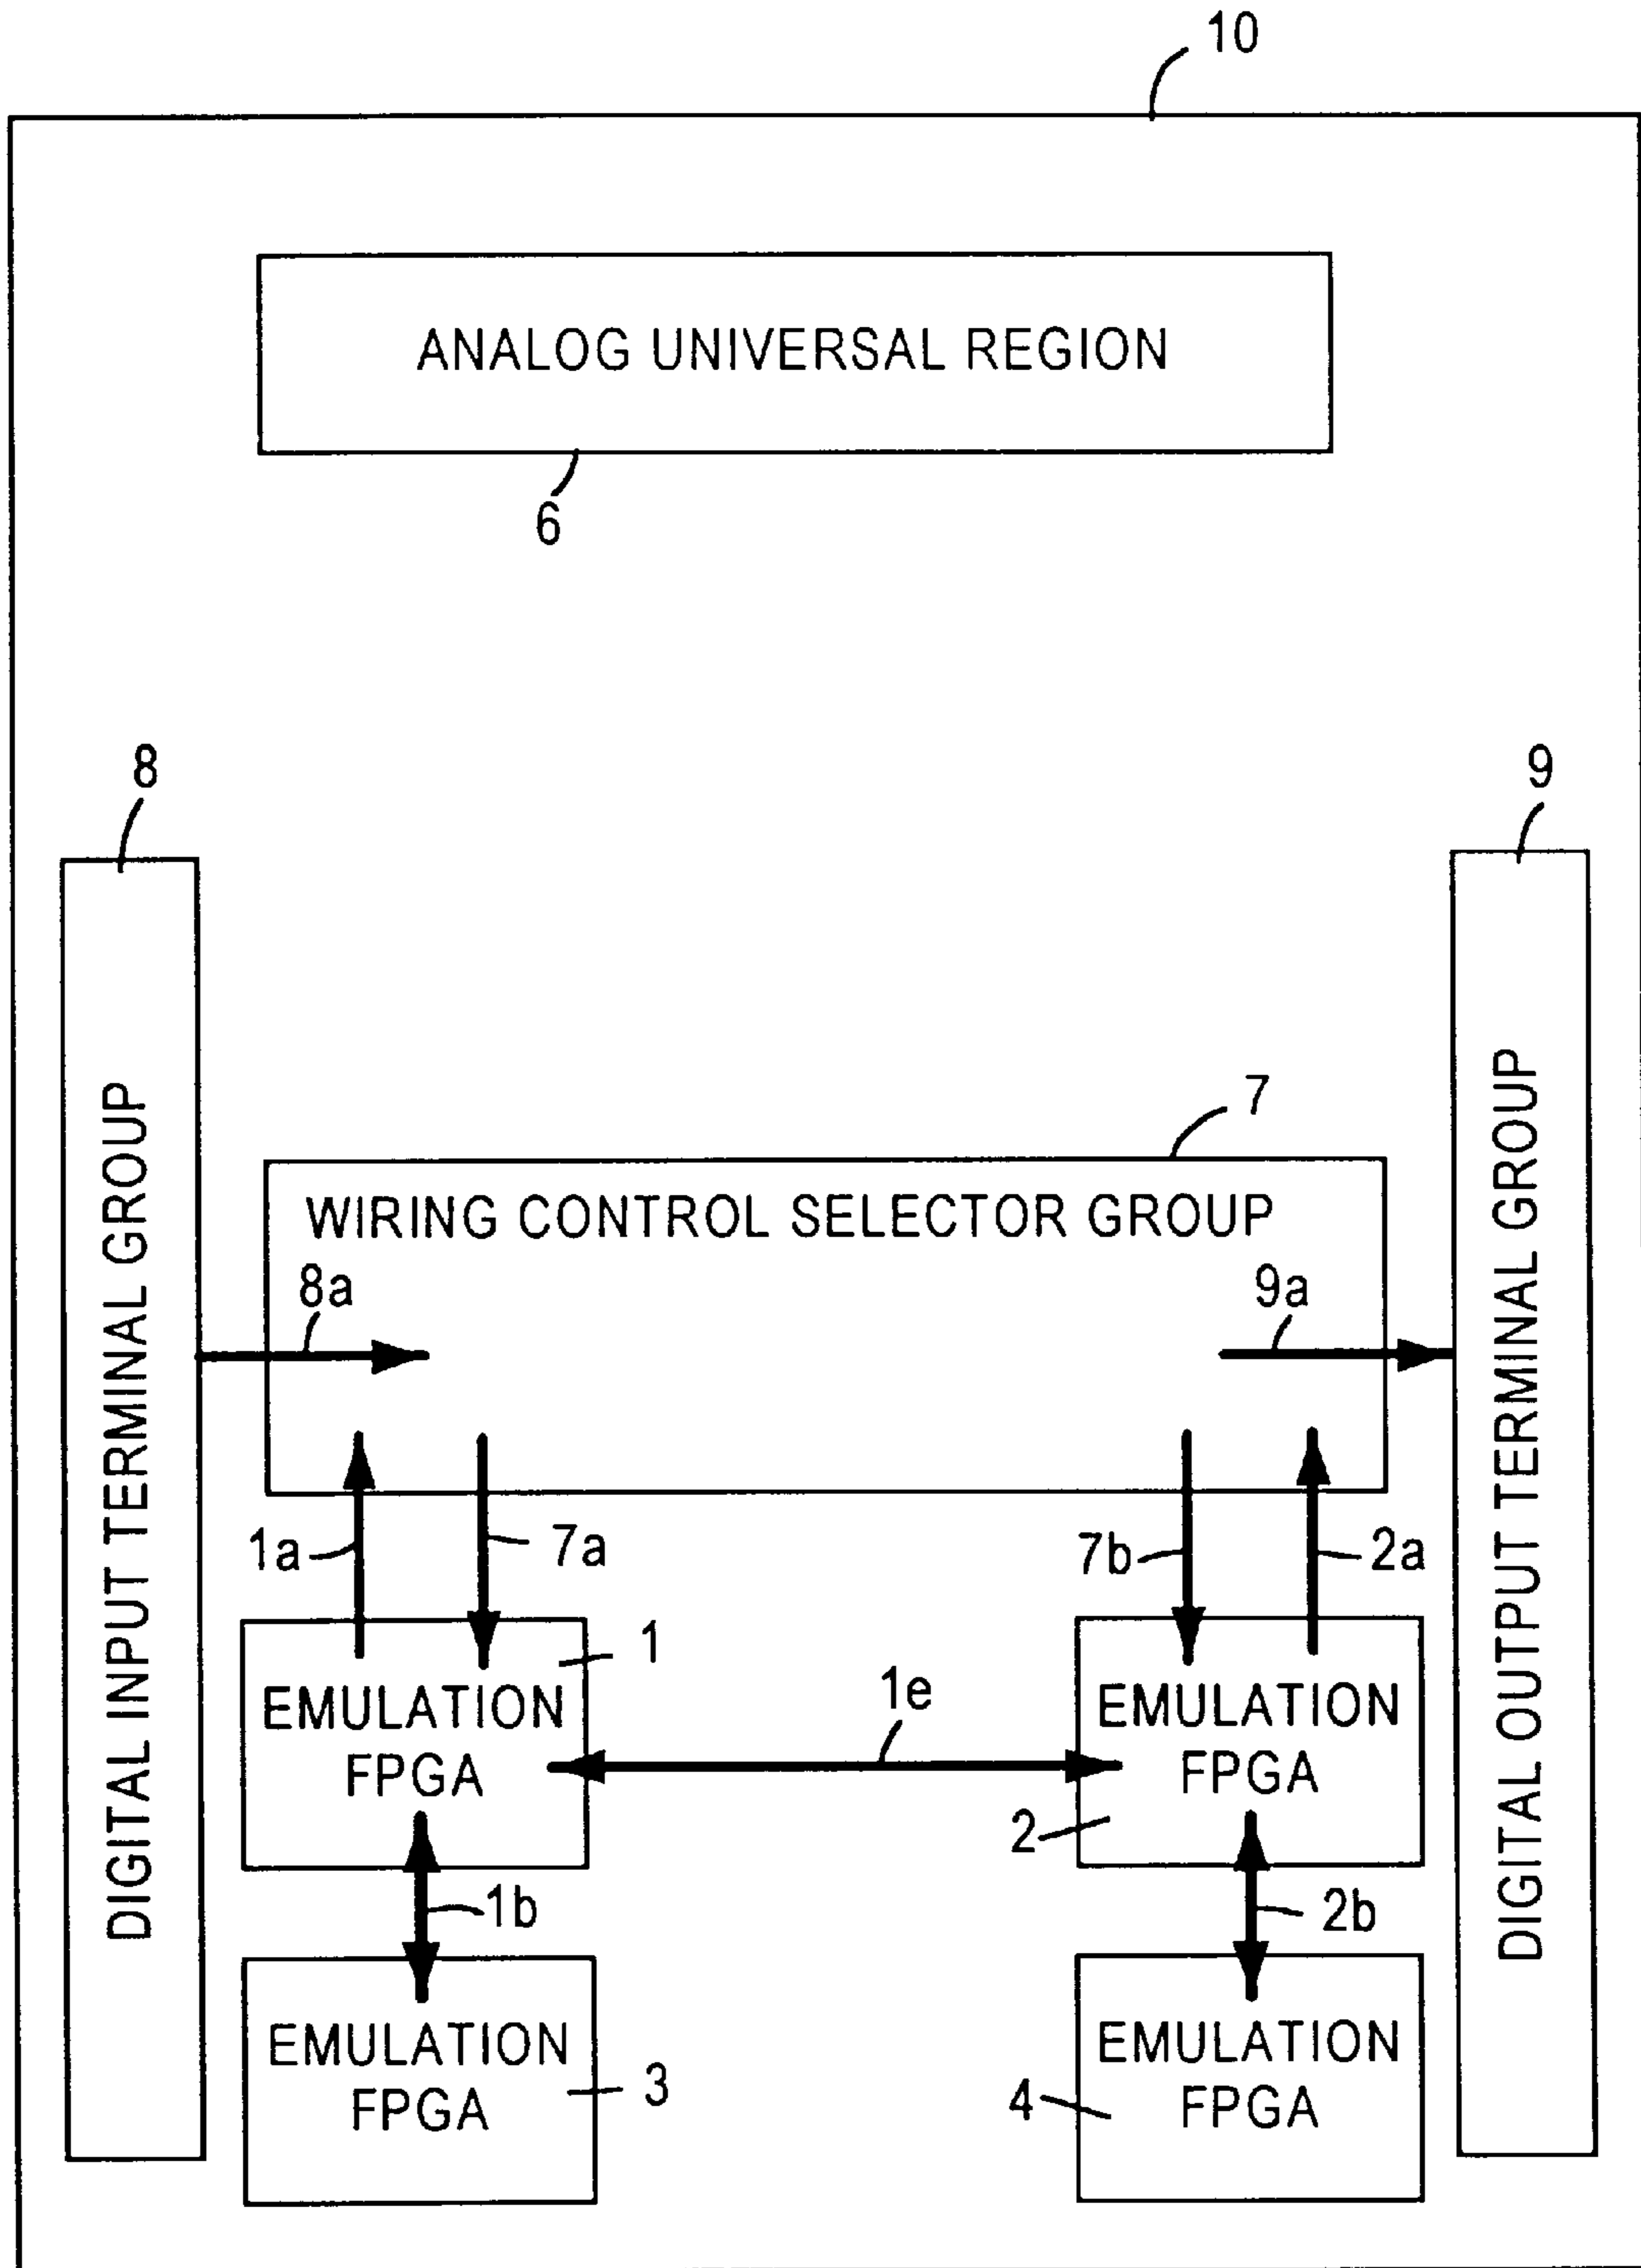 10
ANALOG UNIVERSAL REGION
6
8
9
DIGITAL INPUT TERMINAL GROUP
DIGITAL OUTPUT TERMINAL GROUP
7
WIRING CONTROL SELECTOR GROUP
8a
9a
1a
7a
7b
2a
1
EMULATION
FPGA
1e
EMULATION
FPGA
2
1b
2b
EMULATION
FPGA
3
4
EMULATION
FPGA